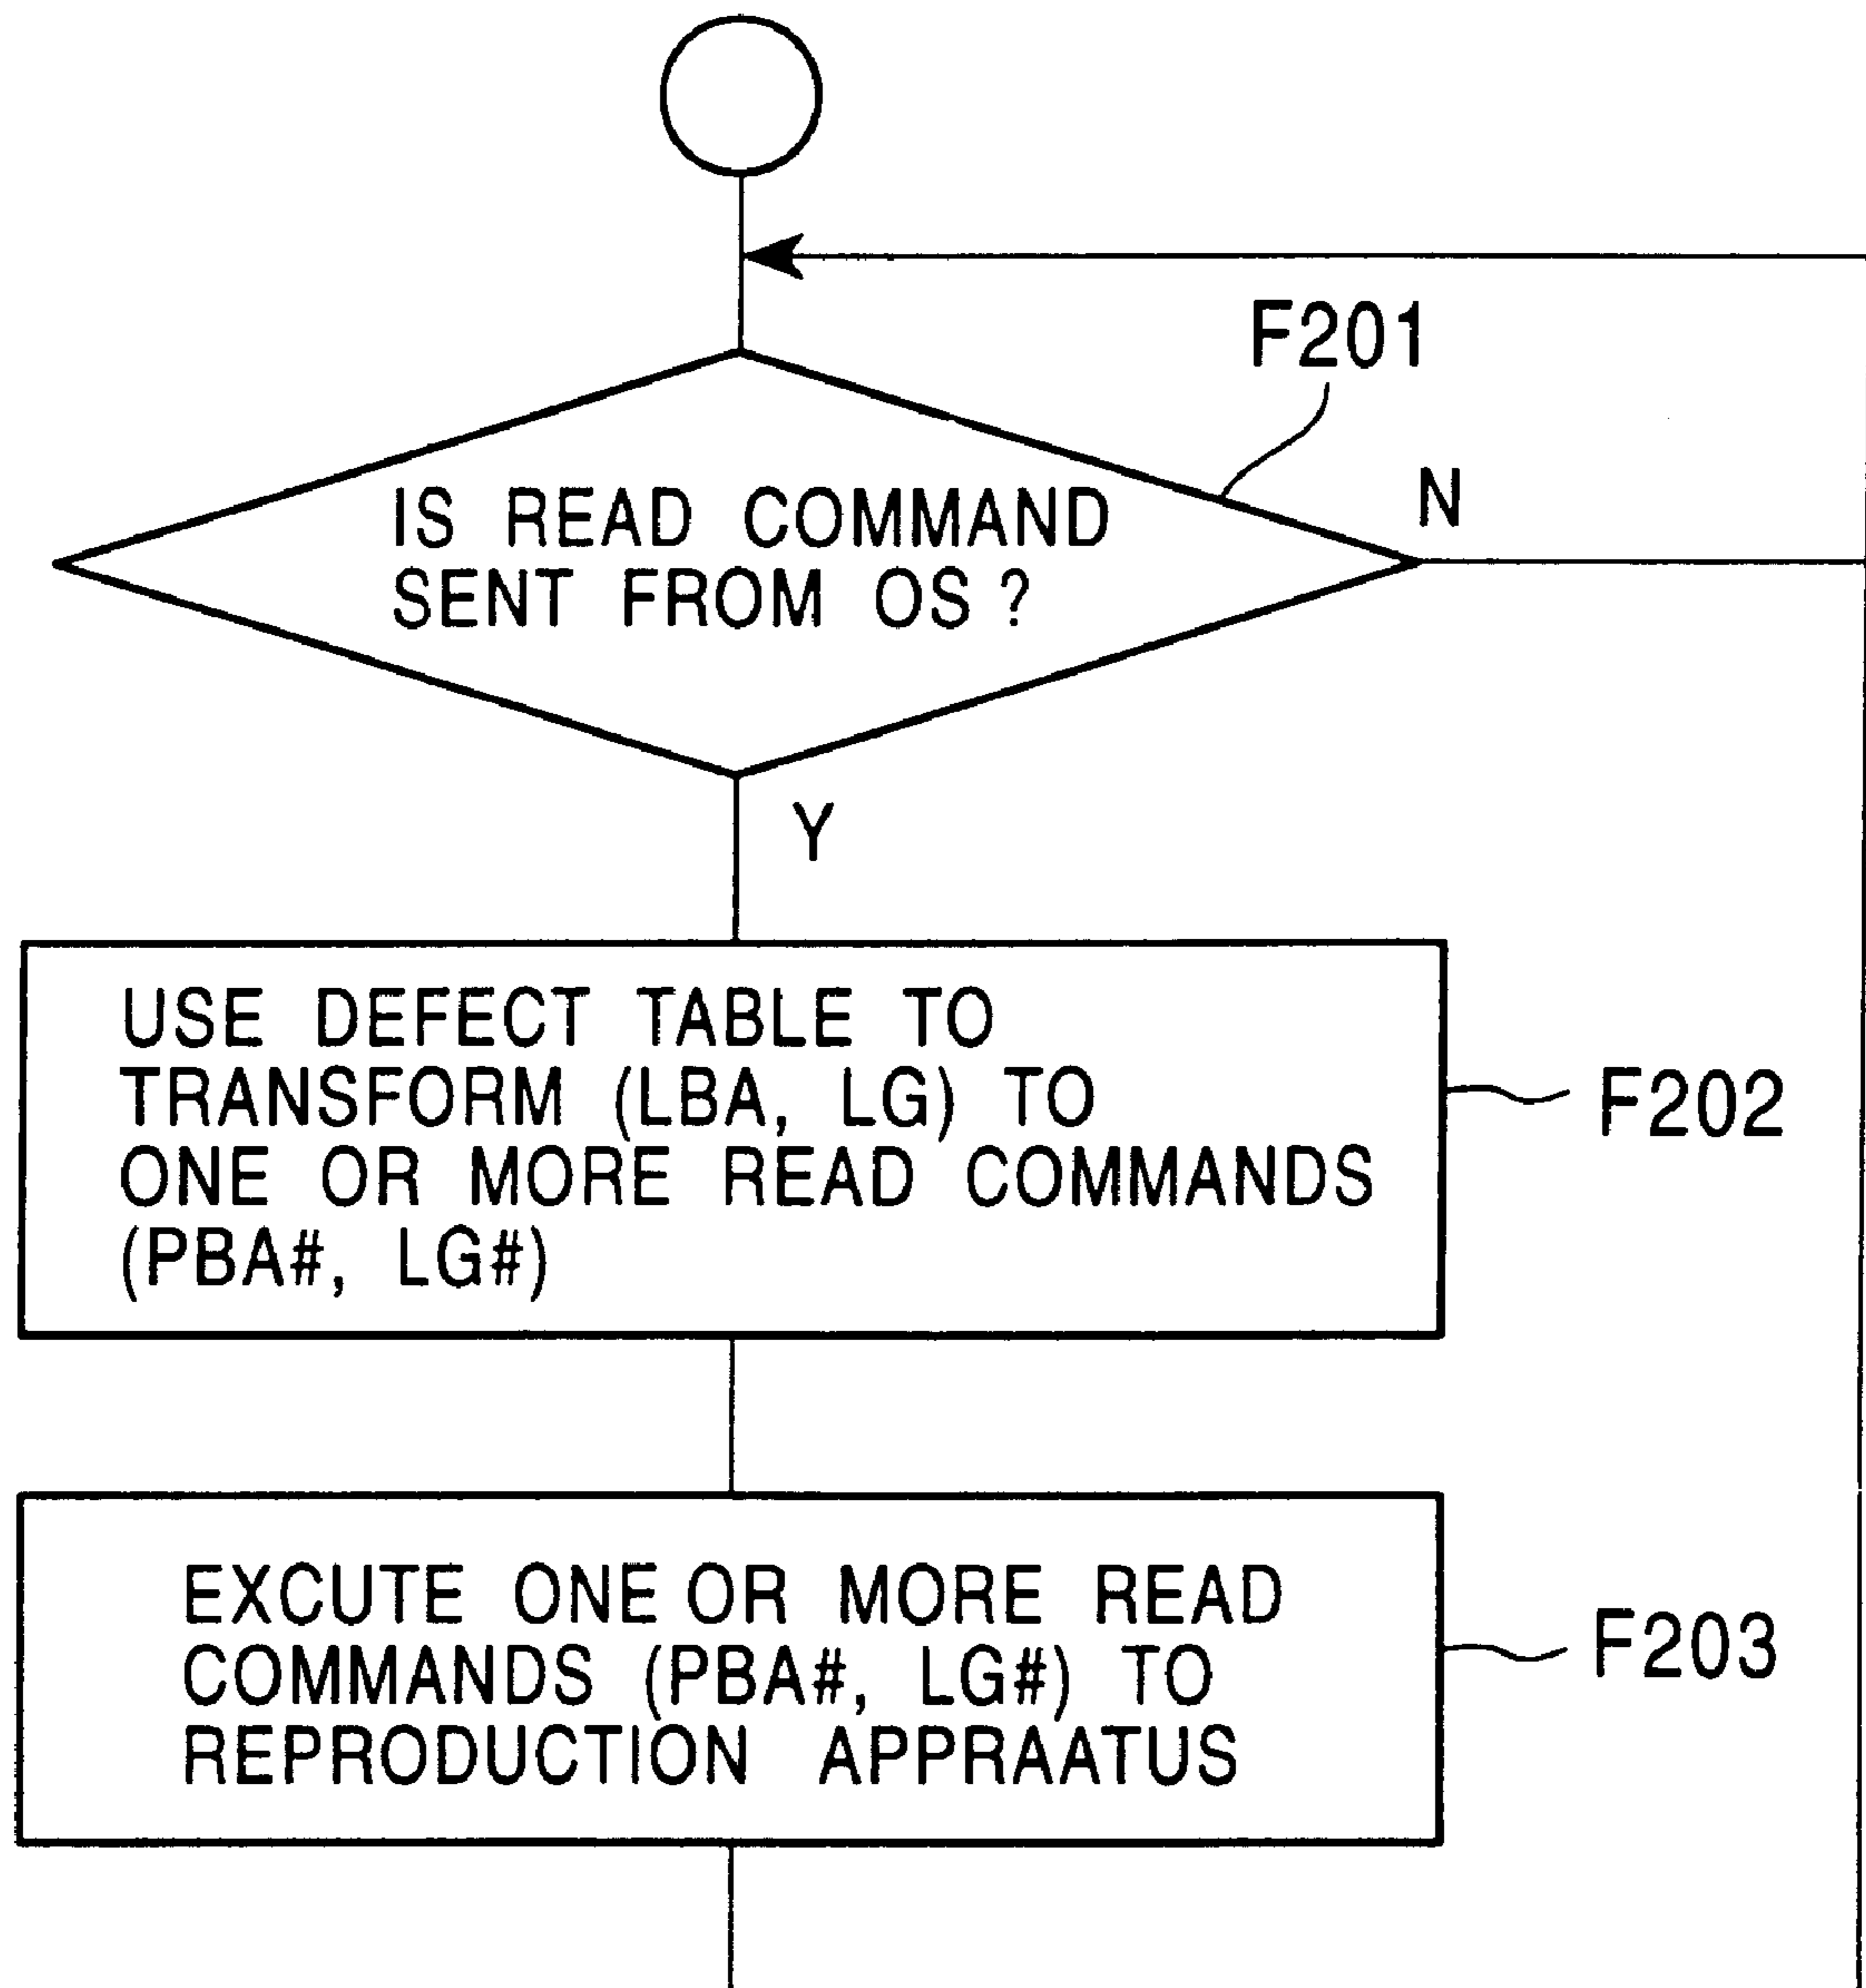 F201
IS READ COMMAND
SENT FROM OS ?
N
Y
USE DEFECT TABLE TO
TRANSFORM (LBA, LG) TO
ONE OR MORE READ COMMANDS
(PBA#, LG#)
F202
EXCUTE ONE OR MORE READ
COMMANDS (PBA#, LG#) TO
REPRODUCTION APPRAATUS
F203